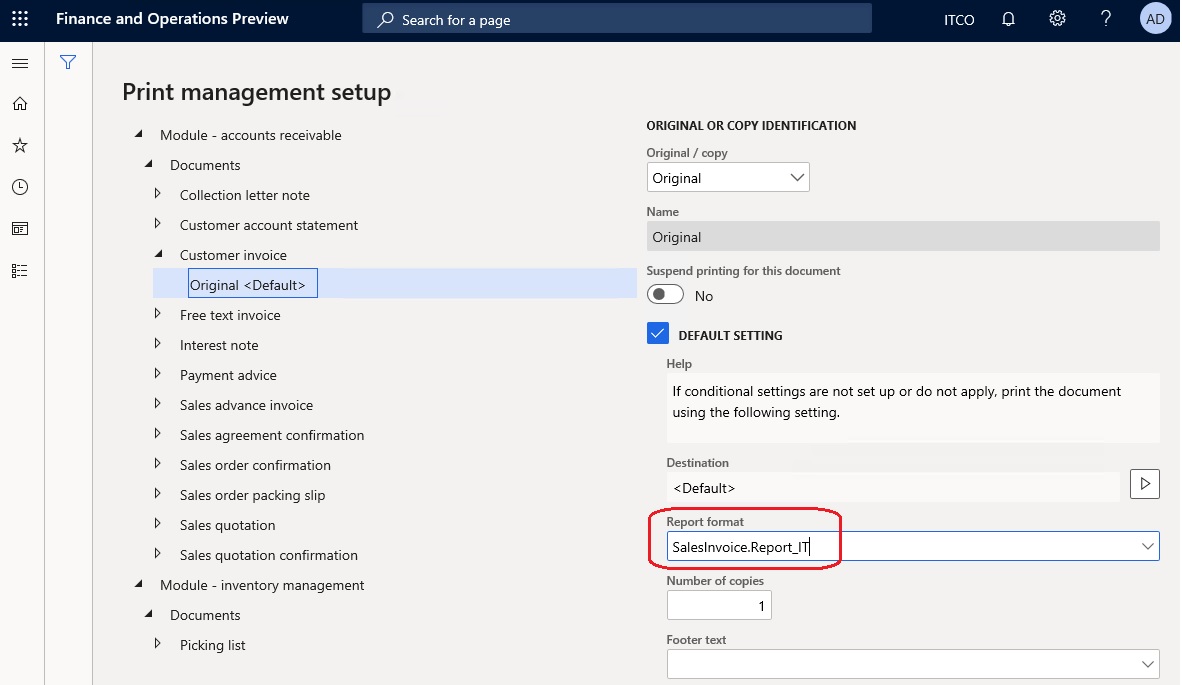 Finance and Operations Preview
Search for a page
ITCO
?
AD
Print management setup
Module - accounts receivable
Documents
Collection letter note
Customer account statement
Customer invoice
Original <Default>
Free text invoice
Interest note
Payment advice
Sales advance invoice
Sales agreement confirmation
Sales order confirmation
Sales order packing slip
Sales quotation
Sales quotation confirmation
Module - inventory management
Documents
Picking list
ORIGINAL OR COPY IDENTIFICATION
Original / copy
Original
Name
Original
Suspend printing for this document
No
DEFAULT SETTING
Help
If conditional settings are not set up or do not apply, print the document
using the following setting.
Destination
<Default>
Report format
SalesInvoice.Report_IT
Number of copies
1
Footer text